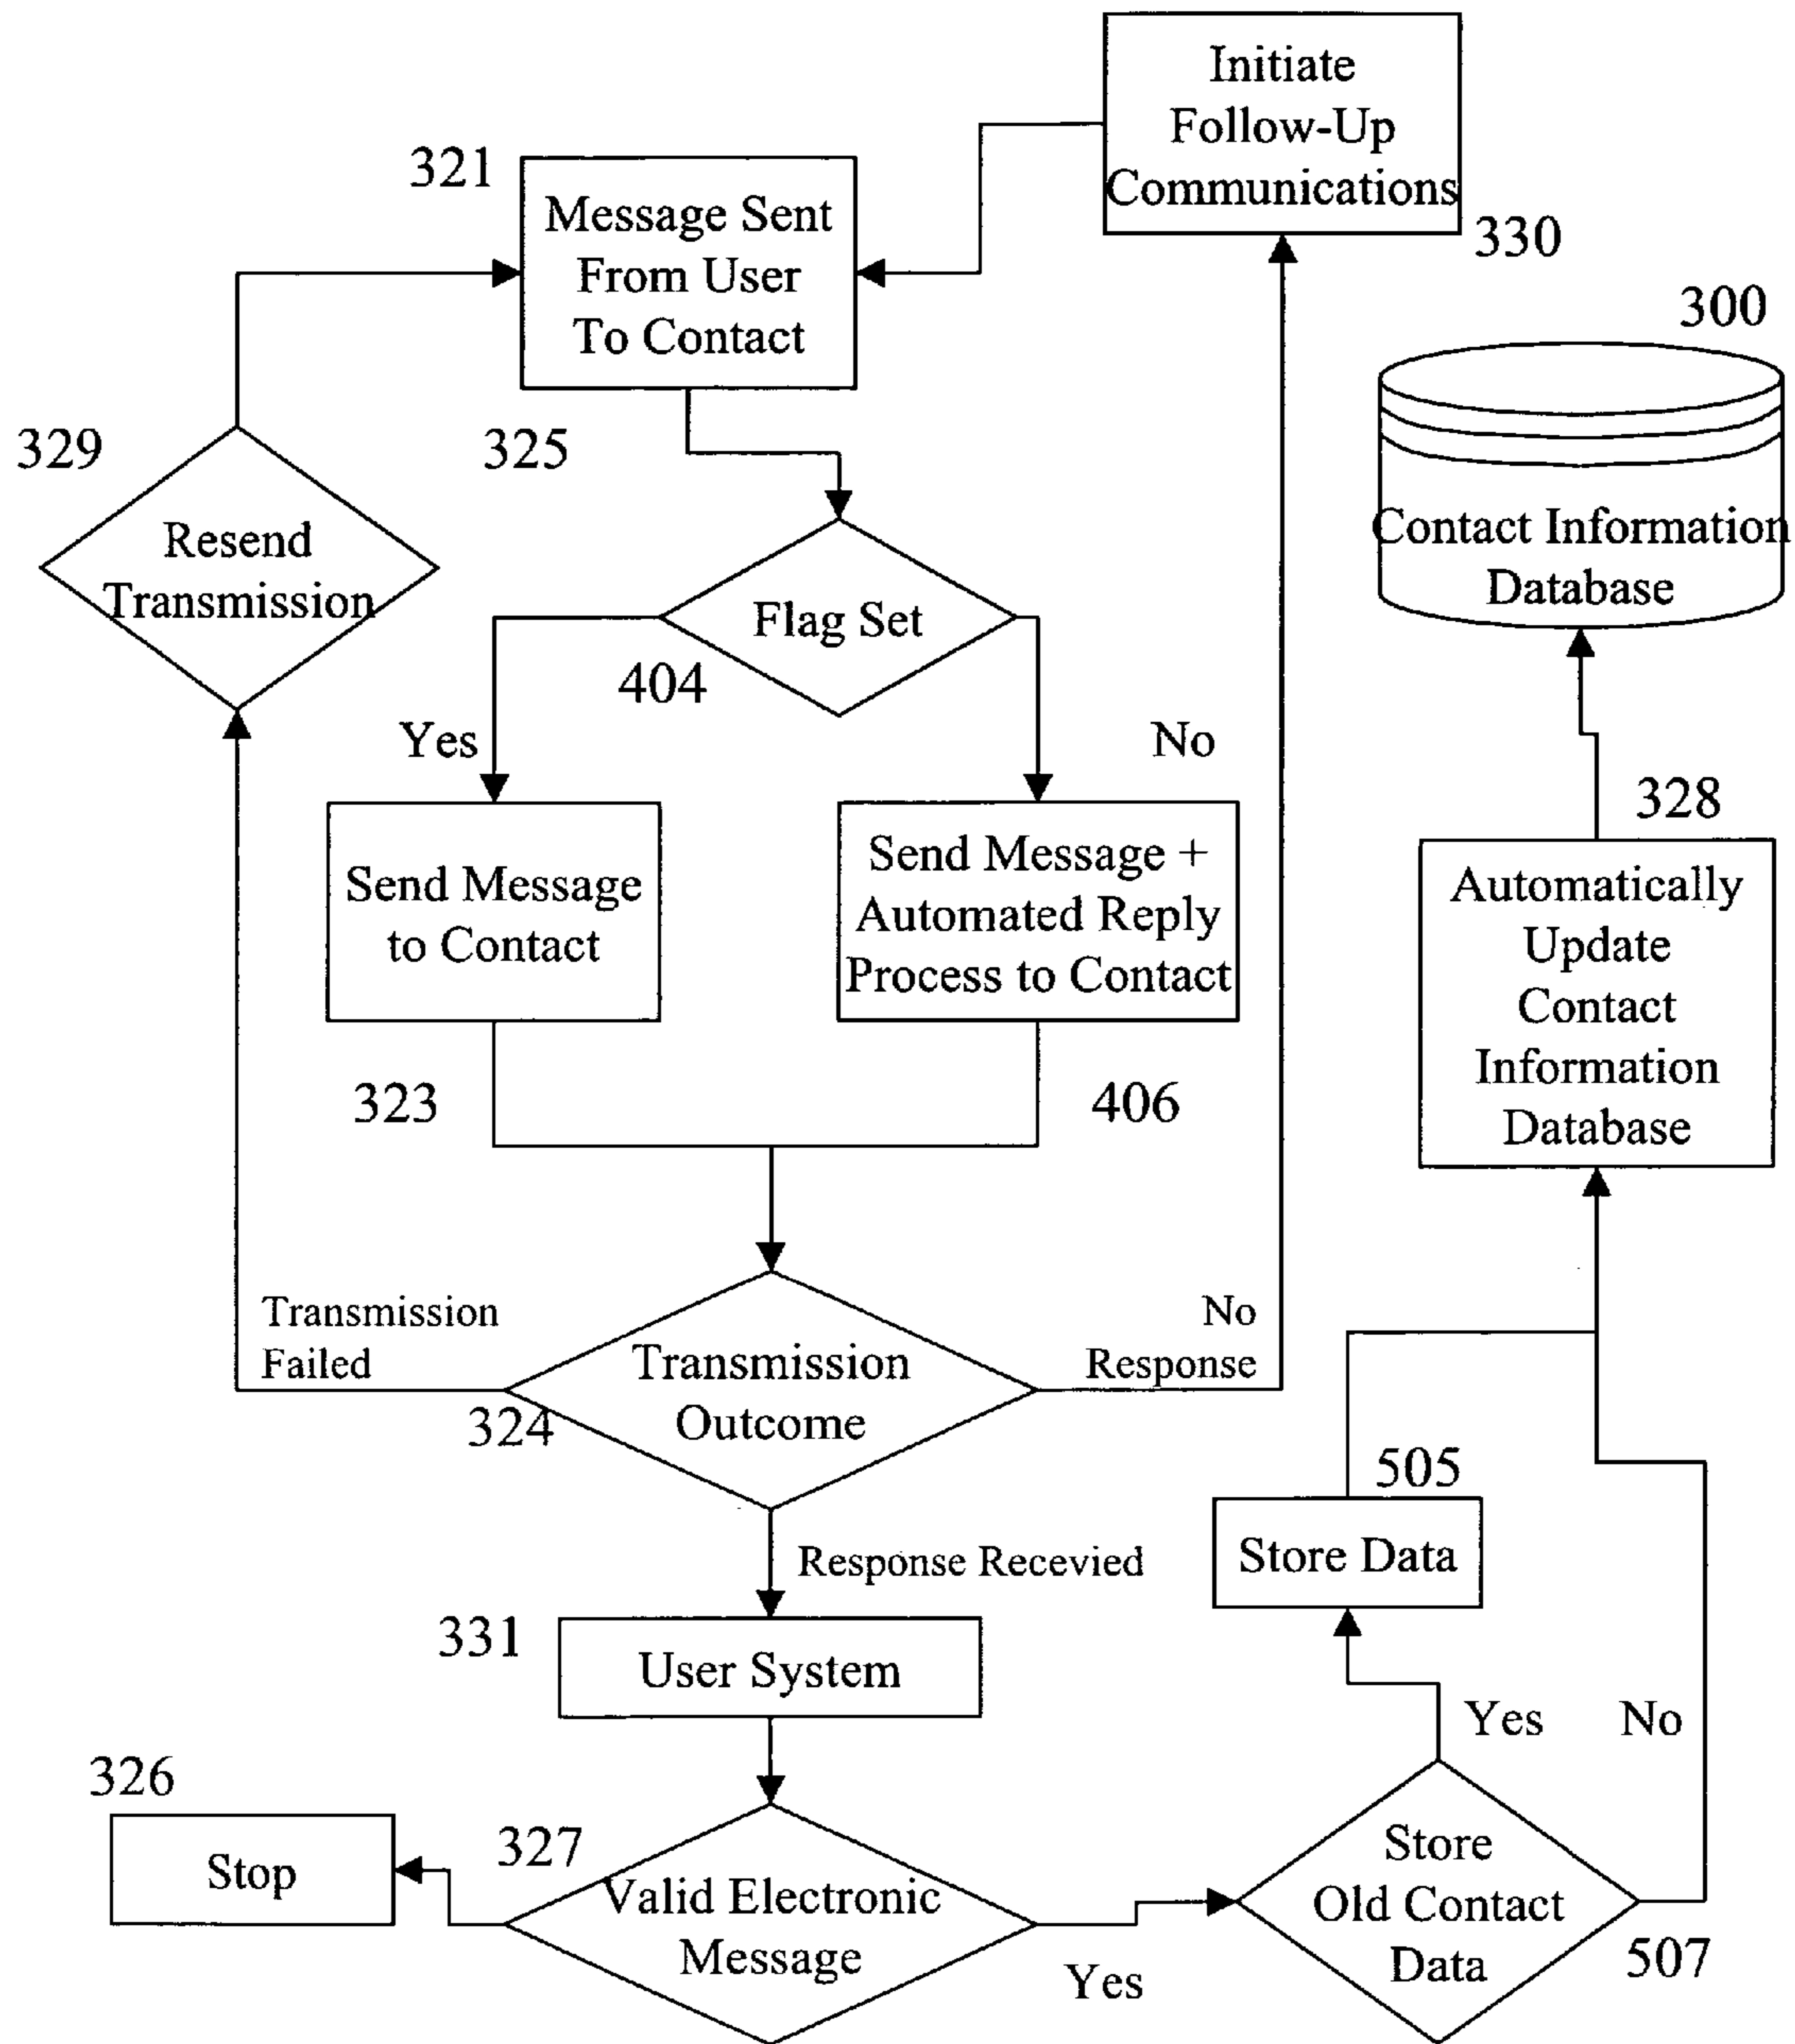 Initiate
Follow-Up
Communications
330
321
Message Sent
From User
To Contact
300
Contact Information
Database
329
Resend
Transmission
325
Flag Set
404
Yes
No
328
Automatically
Update
Contact
Information
Database
Send Message
to Contact
Send Message +
Automated Reply
Process to Contact
323
406
Transmission
Failed
No
Response
Transmission
Outcome
324
505
Store Data
Response Recevied
331
User System
Yes
No
326
Stop
327
Valid Electronic
Message
Yes
Store
Old Contact
Data
507